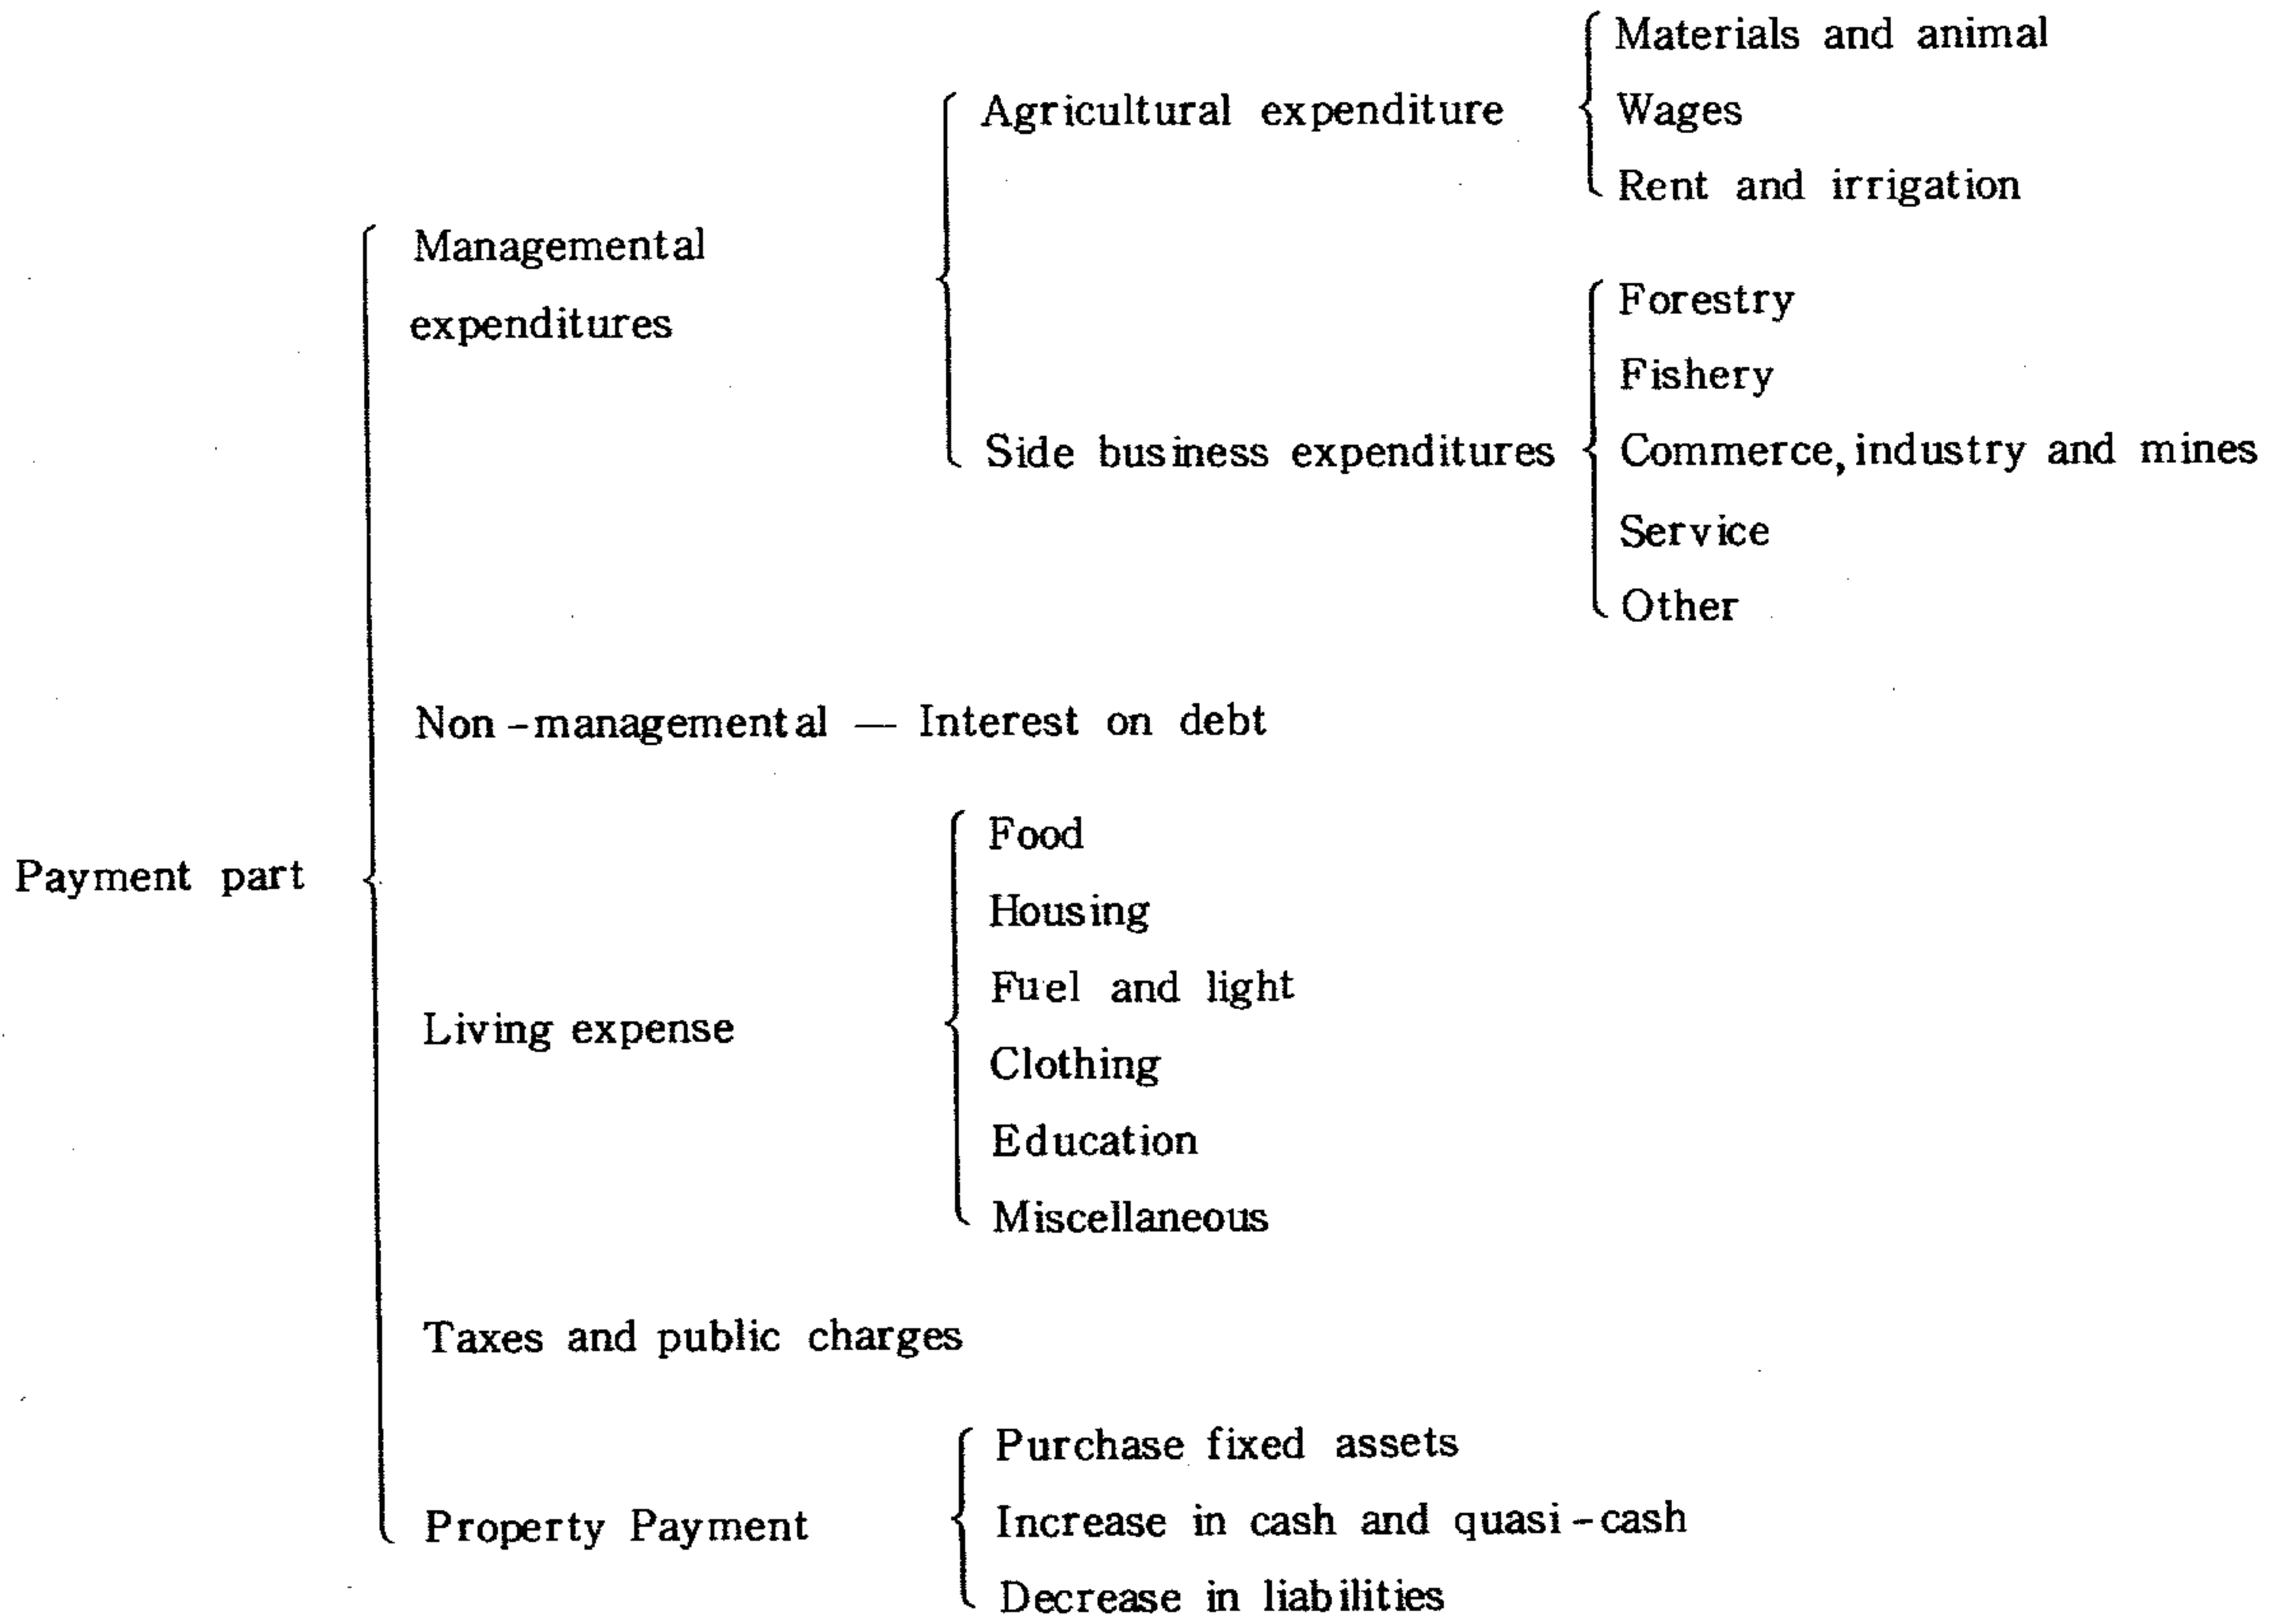 Materials and animal
Agricultural expenditure
Wages
Rent and irrigation
Managemental
expenditures
Forestry
Fishery
Side business expenditures
Commerce, industry and mines
Service
Other
Non-managemental — Interest on debt
Payment part
Food
Housing
Fuel and light
Living expense
Clothing
Education
Miscellaneous
Taxes and public charges
Purchase fixed assets
Property Payment
Increase in cash and quasi-cash
Decrease in liabilities